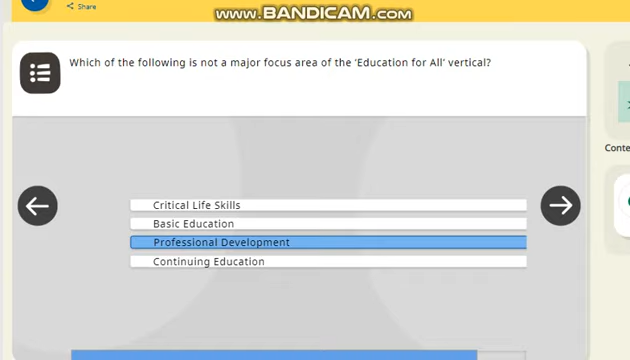 www.BANDICAM.com
Share
Which of the following is not a major focus area of the ‘Education for All’ vertical?
Critical Life Skills
Conte
Basic Education
Professional Development
Continuing Education